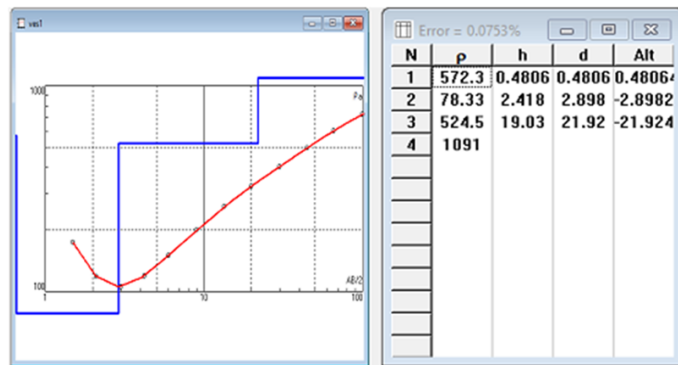 ves1
1000
ρa
100
AB/2
1
10
100
Error = 0.0753%
N ρ h d Alt
1 572.3 0.4806 0.4806 0.48064
2 78.33 2.418 2.898 -2.8982
3 524.5 19.03 21.92 -21.924
4 1091